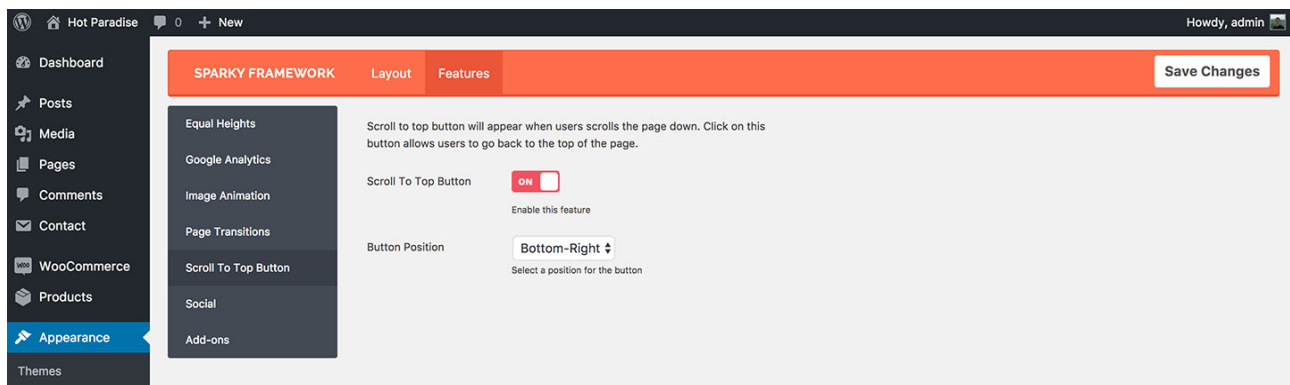 Hot Paradise 0 New Howdy, admin
Dashboard
Posts
Media
Pages
Comments
Contact
WooCommerce
Products
Appearance
Themes
SPARKY FRAMEWORK Layout Features Save Changes
Equal Heights
Google Analytics
Image Animation
Page Transitions
Scroll To Top Button
Social
Add-ons
Scroll to top button will appear when users scrolls the page down. Click on this
button allows users to go back to the top of the page.
Scroll To Top Button ON
Enable this feature
Button Position Bottom-Right
Select a position for the button